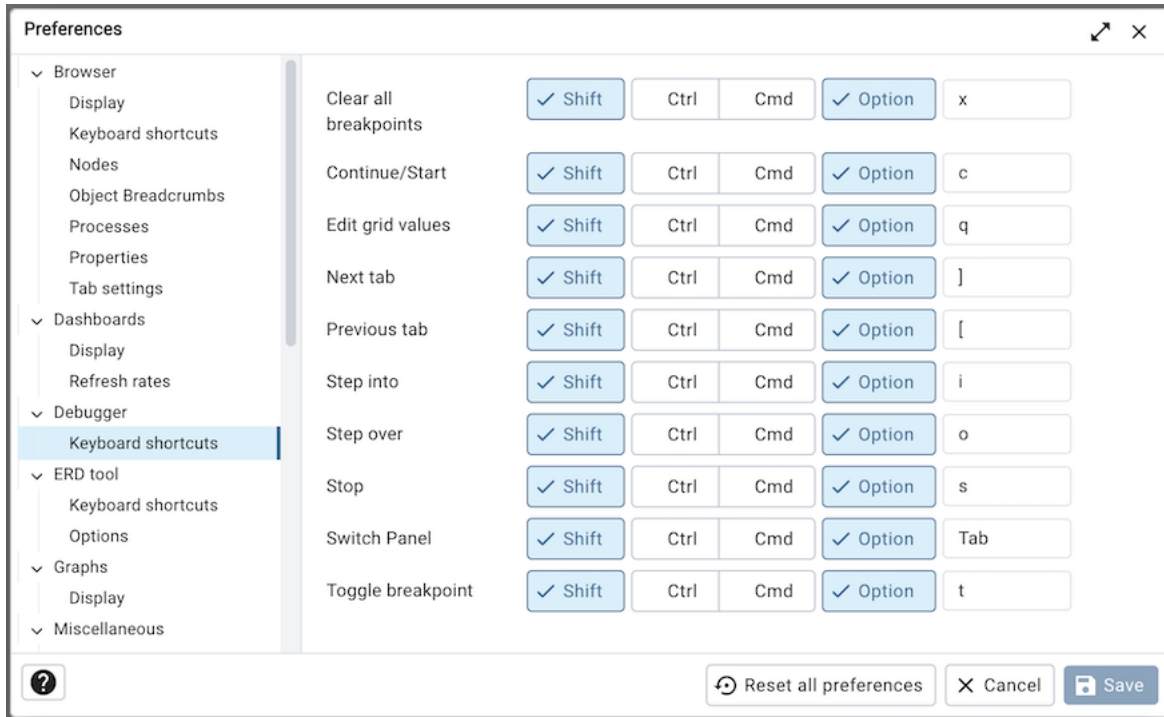 Preferences
Browser
Display
Keyboard shortcuts
Nodes
Object Breadcrumbs
Processes
Properties
Tab settings
Dashboards
Display
Refresh rates
Debugger
Keyboard shortcuts
ERD tool
Keyboard shortcuts
Options
Graphs
Display
Miscellaneous
Clear all
breakpoints
Shift Ctrl Cmd Option x
Continue/Start Shift Ctrl Cmd Option c
Edit grid values Shift Ctrl Cmd Option q
Next tab Shift Ctrl Cmd Option ]
Previous tab Shift Ctrl Cmd Option [
Step into Shift Ctrl Cmd Option i
Step over Shift Ctrl Cmd Option o
Stop Shift Ctrl Cmd Option s
Switch Panel Shift Ctrl Cmd Option Tab
Toggle breakpoint Shift Ctrl Cmd Option t
? Reset all preferences Cancel Save